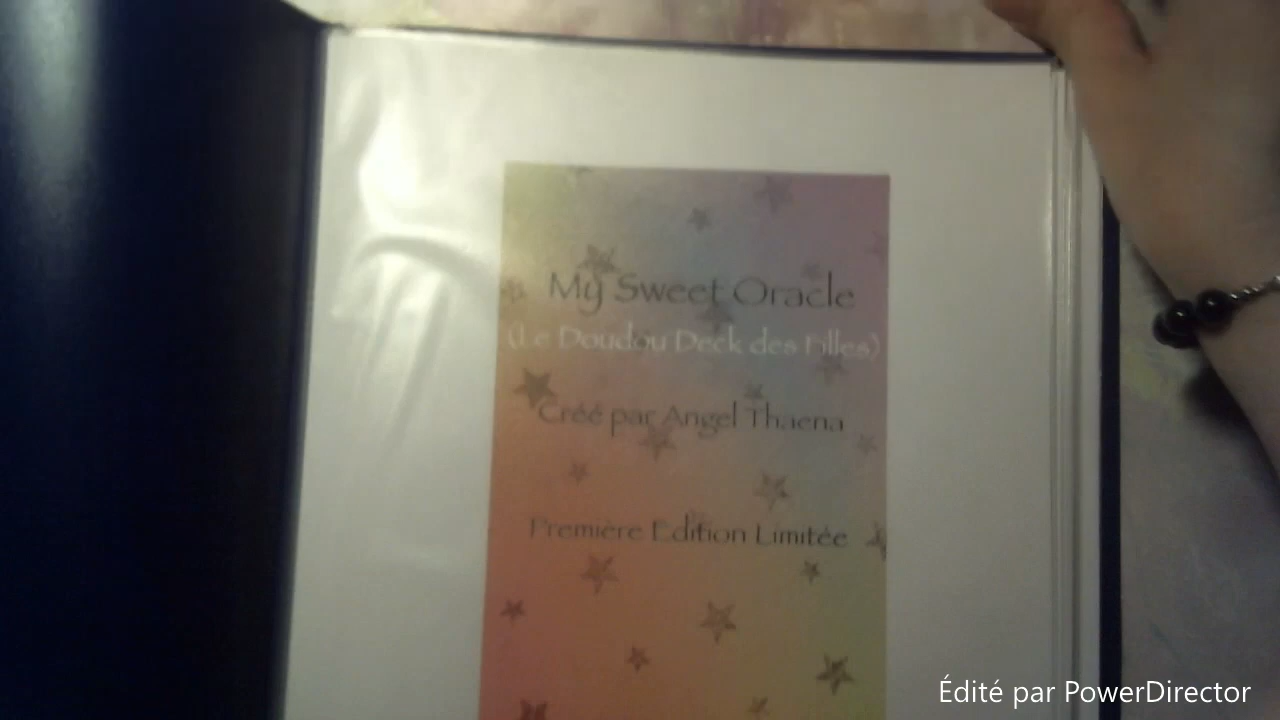 My Sweet Oracle
(Le Doudou Deck des Filles)
Créé par Angel Thaena
Première Edition Limitée
Édité par PowerDirector